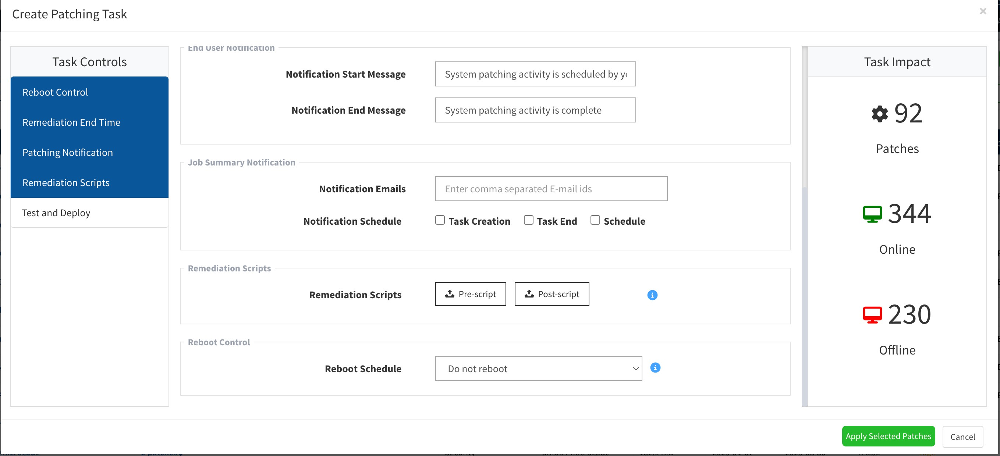 Create Patching Task
×
Task Controls
Reboot Control
Remediation End Time
Patching Notification
Remediation Scripts
Test and Deploy
End User Notification
Notification Start Message
System patching activity is scheduled by
Notification End Message
System patching activity is complete
Job Summary Notification
Notification Emails
Enter comma separated E-mail ids
Notification Schedule
Task Creation
Task End
Schedule
Remediation Scripts
Remediation Scripts
Pre-script
Post-script
Reboot Control
Reboot Schedule
Do not reboot
Task Impact
92
Patches
344
Online
230
Offline
Apply Selected Patches
Cancel